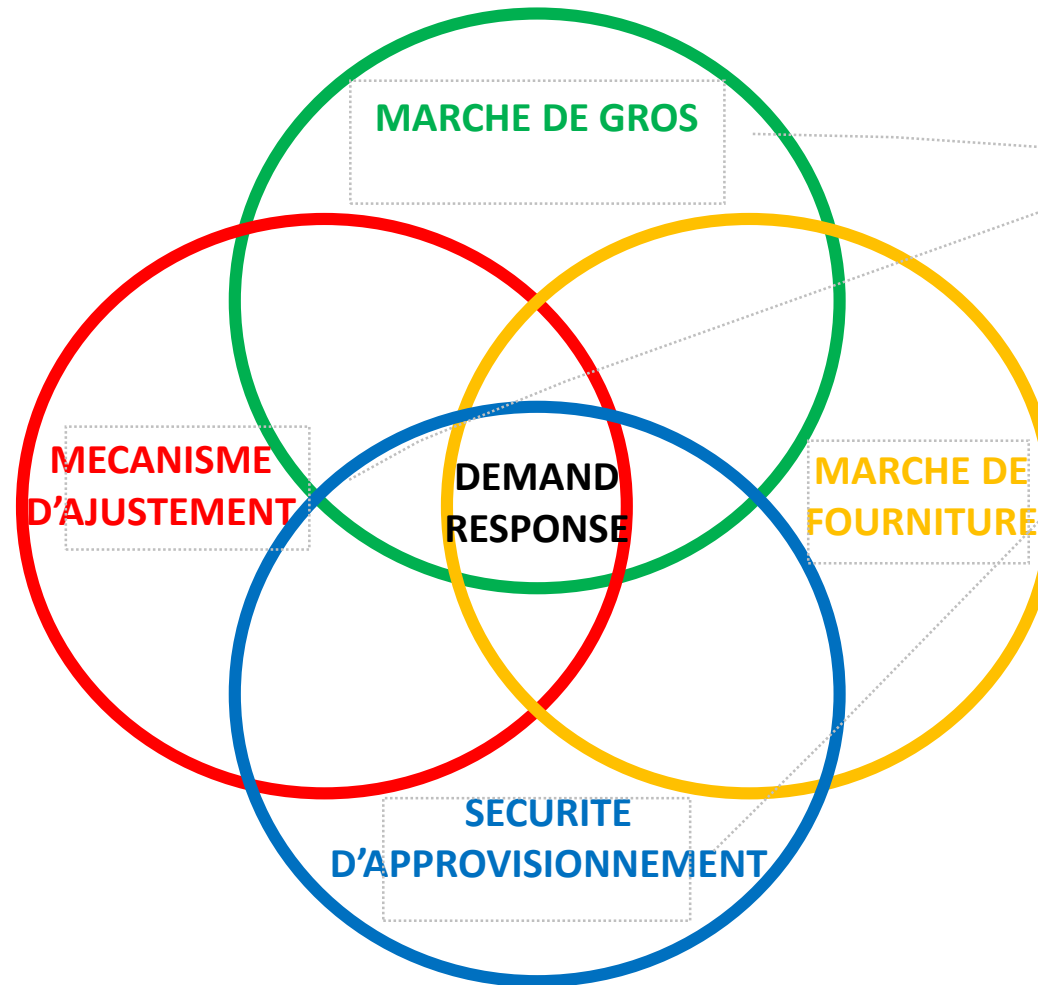 MARCHE DE GROS
MECANISME
D’AJUSTEMENT
DEMAND
RESPONSE
MARCHE DE
FOURNITURE
SECURITE
D’APPROVISIONNEMENT